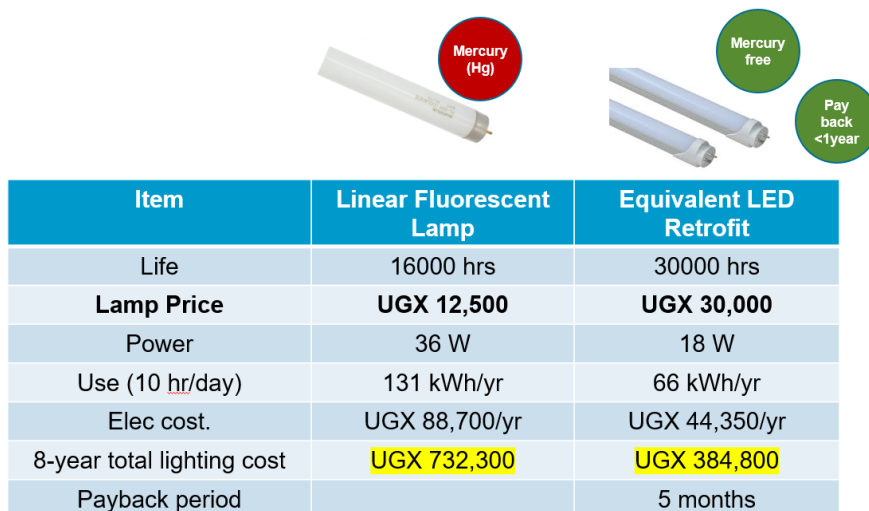 Mercury
(Hg)
Mercury
free
Pay
back
<1year
Item Linear Fluorescent Lamp Equivalent LED Retrofit
Life 16000 hrs 30000 hrs
Lamp Price UGX 12,500 UGX 30,000
Power 36 W 18 W
Use (10 hr/day) 131 kWh/yr 66 kWh/yr
Elec cost. UGX 88,700/yr UGX 44,350/yr
8-year total lighting cost UGX 732,300 UGX 384,800
Payback period 5 months